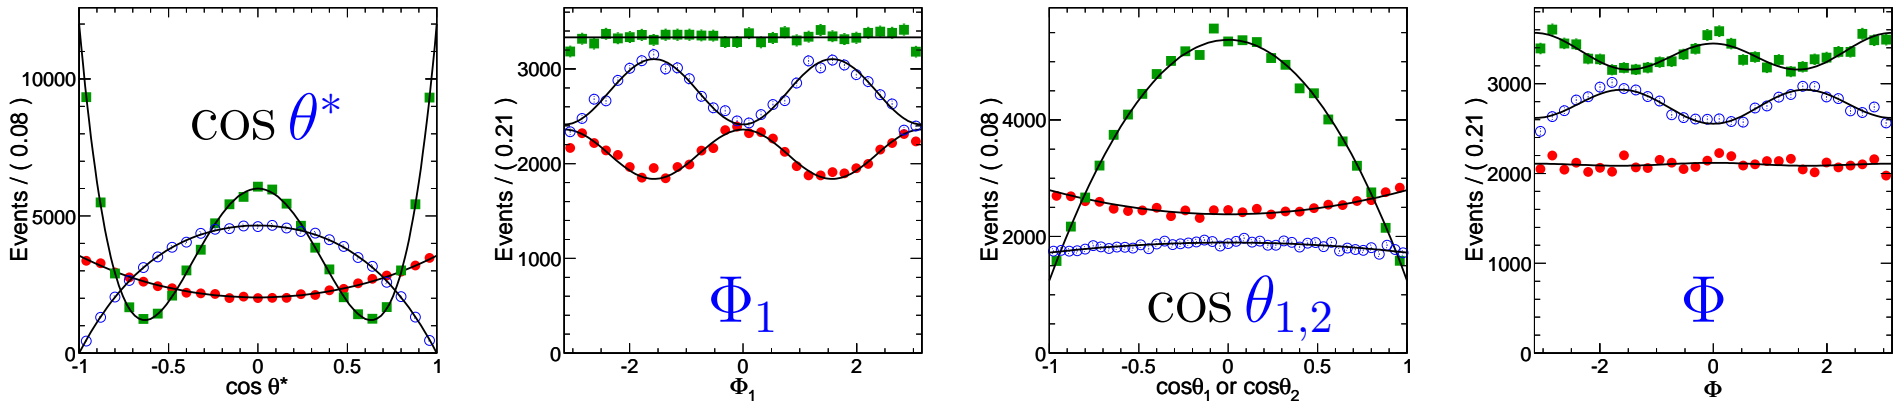 Events / ( 0.08 )
10000
5000
0
cos θ*
-1
-0.5
0
0.5
1
cos θ*
Events / ( 0.21 )
3000
2000
1000
0
Φ₁
-2
0
2
Φ₁
Events / ( 0.08 )
4000
2000
0
cos θ₁,₂
-1
-0.5
0
0.5
1
cosθ₁ or cosθ₂
Events / ( 0.21 )
3000
2000
1000
0
Φ
-2
0
2
Φ